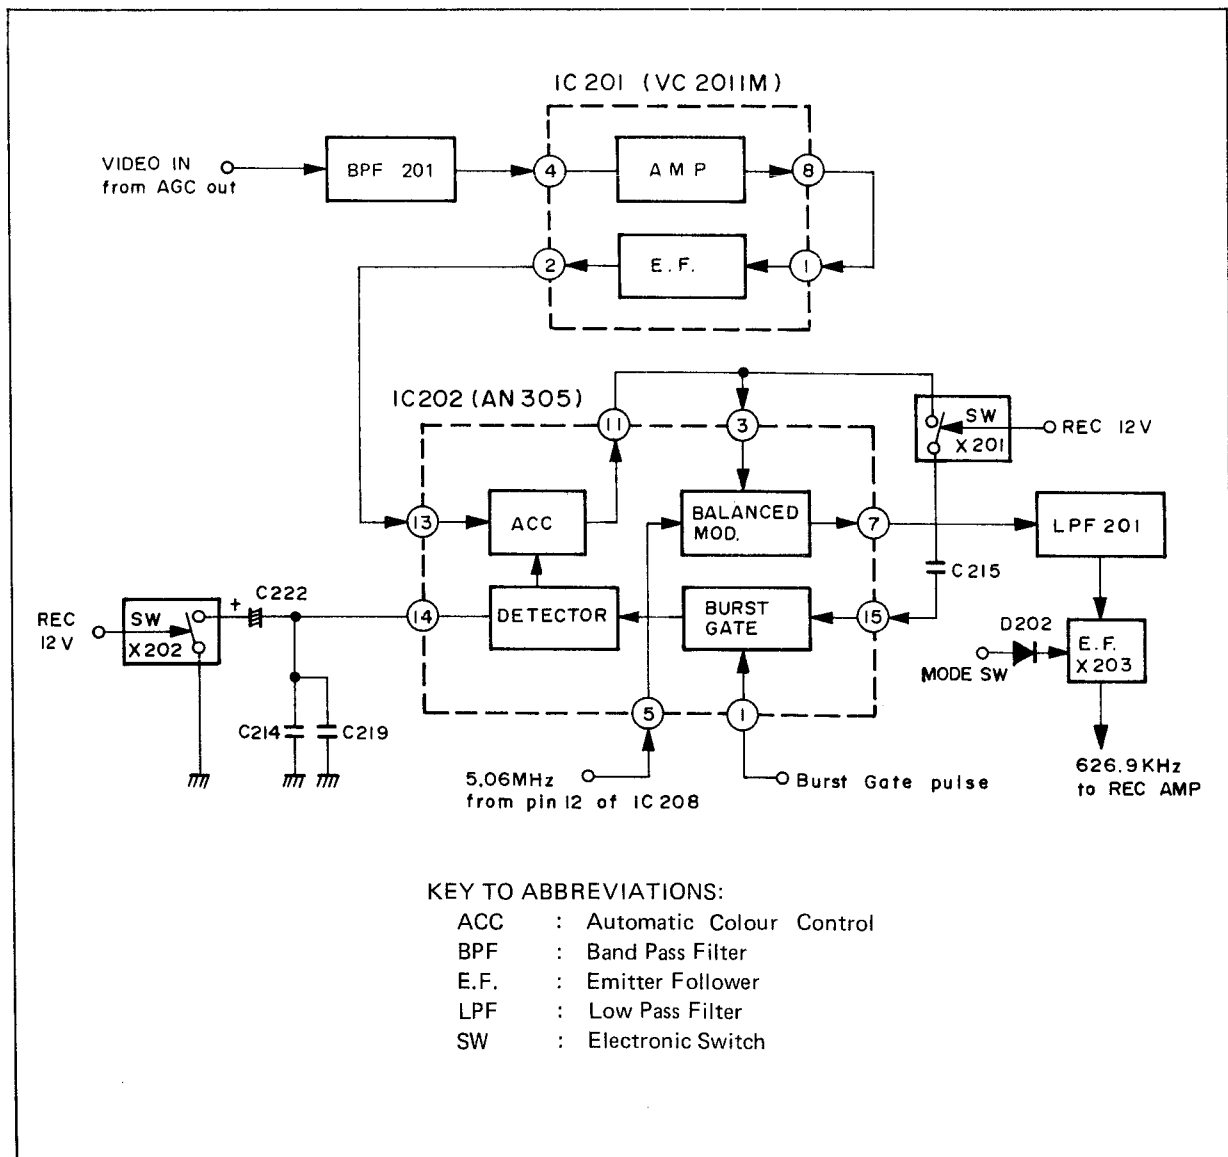 IC 201 (VC 2011M)
VIDEO IN
from AGC out
BPF 201
4
AMP
8
2
E.F.
1
IC202 (AN 305)
11
3
SW
X201
REC 12V
13
ACC
BALANCED
MOD.
7
LPF 201
C215
REC
12V
SW
X202
+
C222
14
DETECTOR
BURST
GATE
15
D202
MODE SW
E.F.
X203
C214
C219
5
1
5.06MHz
from pin 12 of IC 208
Burst Gate pulse
626.9KHz
to REC AMP
KEY TO ABBREVIATIONS:
ACC : Automatic Colour Control
BPF : Band Pass Filter
E.F. : Emitter Follower
LPF : Low Pass Filter
SW : Electronic Switch